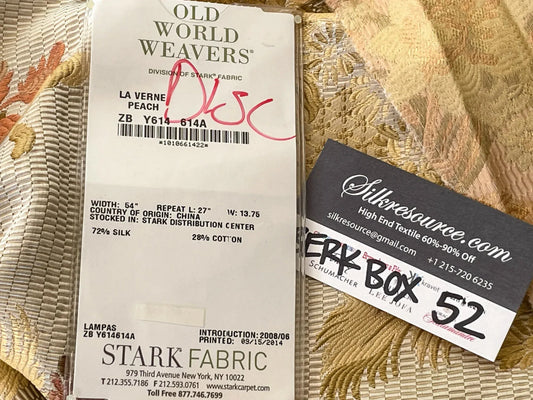 OLD
WORLD
WEAVERS®
DIVISION OF STARK® FABRIC
Disc
LA VERNE
PEACH
ZB Y614 614A
*1010661422*
WIDTH: 54" REPEAT L: 27" W: 13.75
COUNTRY OF ORIGIN: CHINA
STOCKED IN: STARK DISTRIBUTION CENTER
72% SILK 28% COTTON
LAMPAS
ZB Y614614A
INTRODUCTION: 2008/06
PRINTED: 09/15/2014
STARK FABRIC
979 Third Avenue New York, NY 10022
T 212.355.7186 F 212.593.0761 www.starkcarpet.com
Toll Free 877.746.7699
Silkresource.com
High End Textile 60%-90% Off
silkresource@gmail.com +1 215-720 6235
kravet
ERK BOX 52
SCHUMACHER LEE JOFA